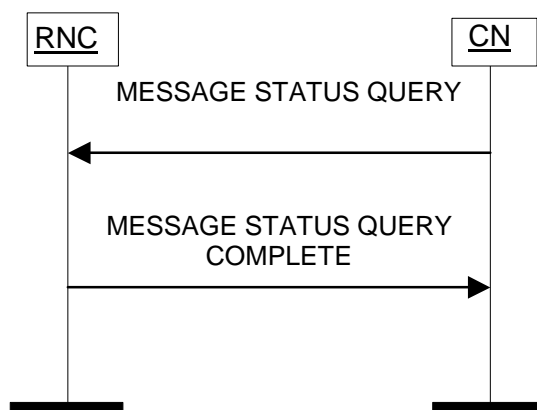 RNC
CN
MESSAGE STATUS QUERY
MESSAGE STATUS QUERY
COMPLETE